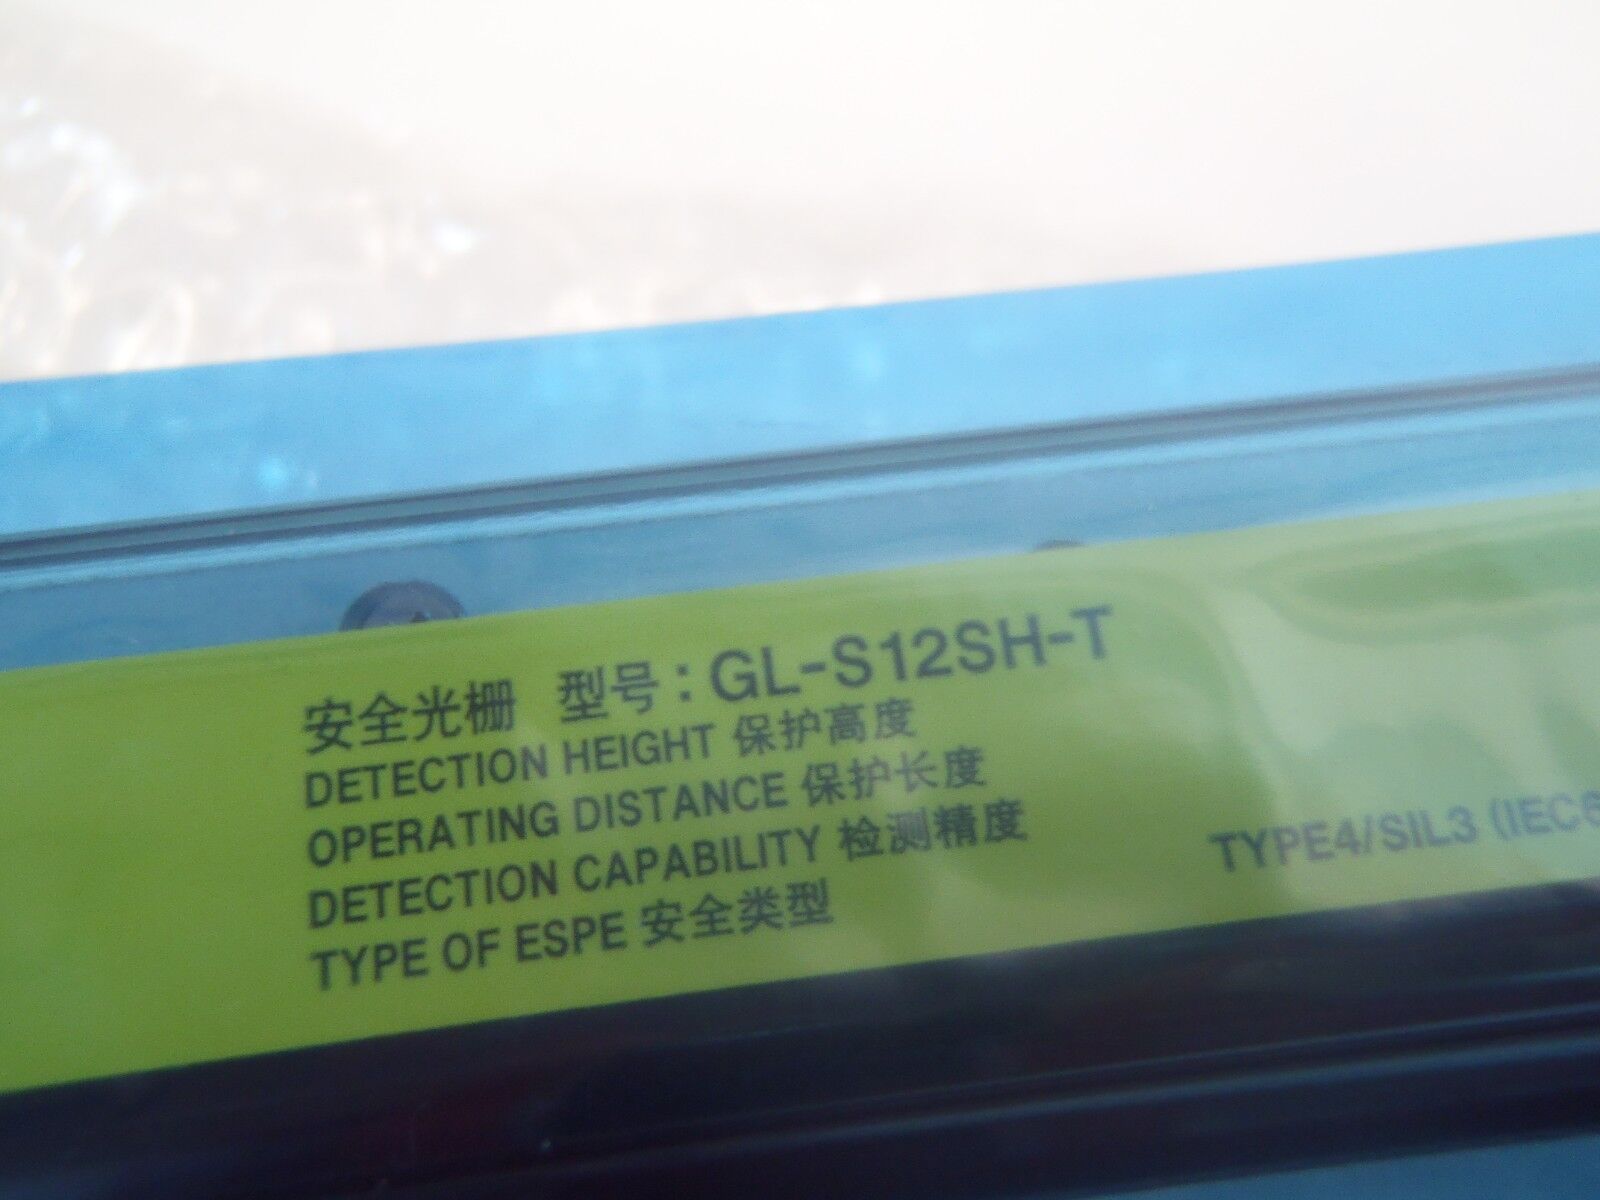 安全光栅 型号：GL-S12SH-T
DETECTION HEIGHT 保护高度
OPERATING DISTANCE 保护长度
DETECTION CAPABILITY 检测精度
TYPE OF ESPE 安全类型 TYPE4/SIL3 (IEC6